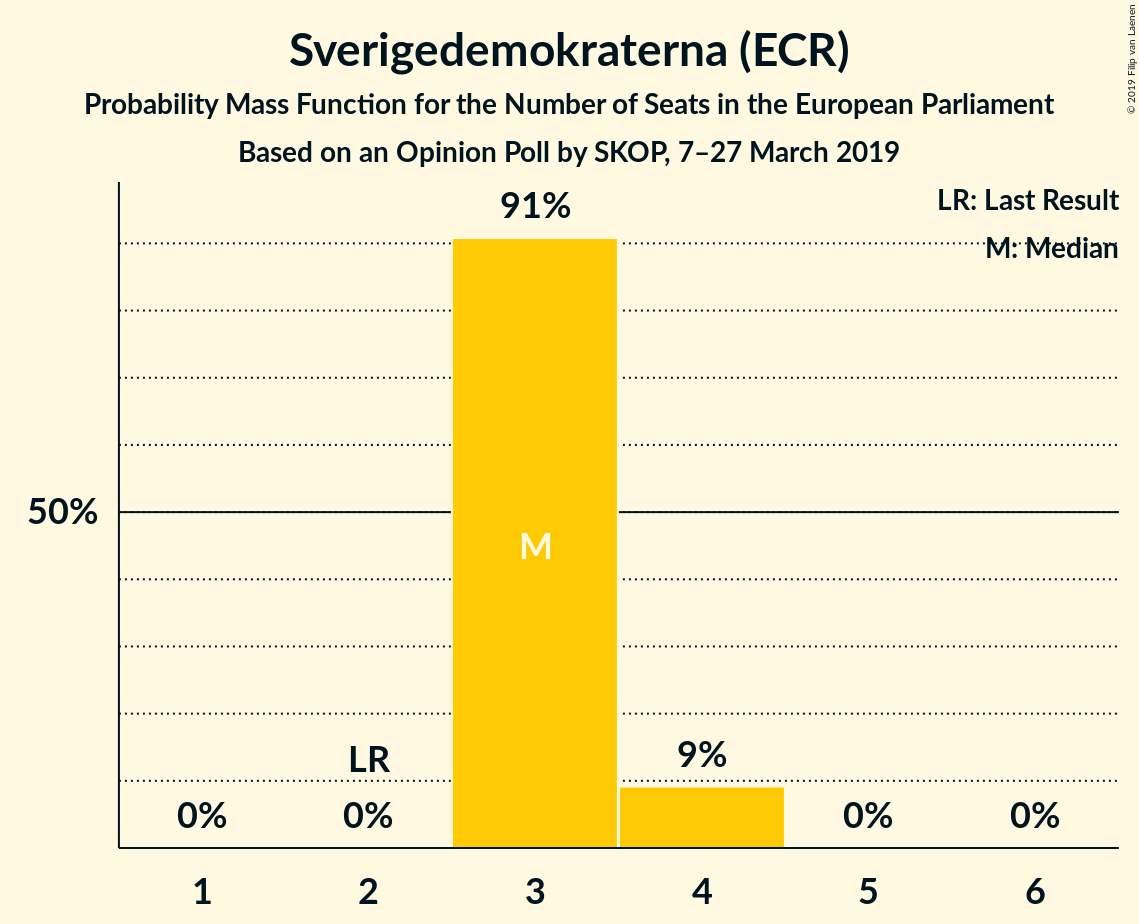 Sverigedemokraterna (ECR)
Probability Mass Function for the Number of Seats in the European Parliament
Based on an Opinion Poll by SKOP, 7–27 March 2019
© 2019 Filip van Laenen
LR: Last Result
M: Median
91%
50%
M
LR
9%
0%
0%
0%
0%
1
2
3
4
5
6